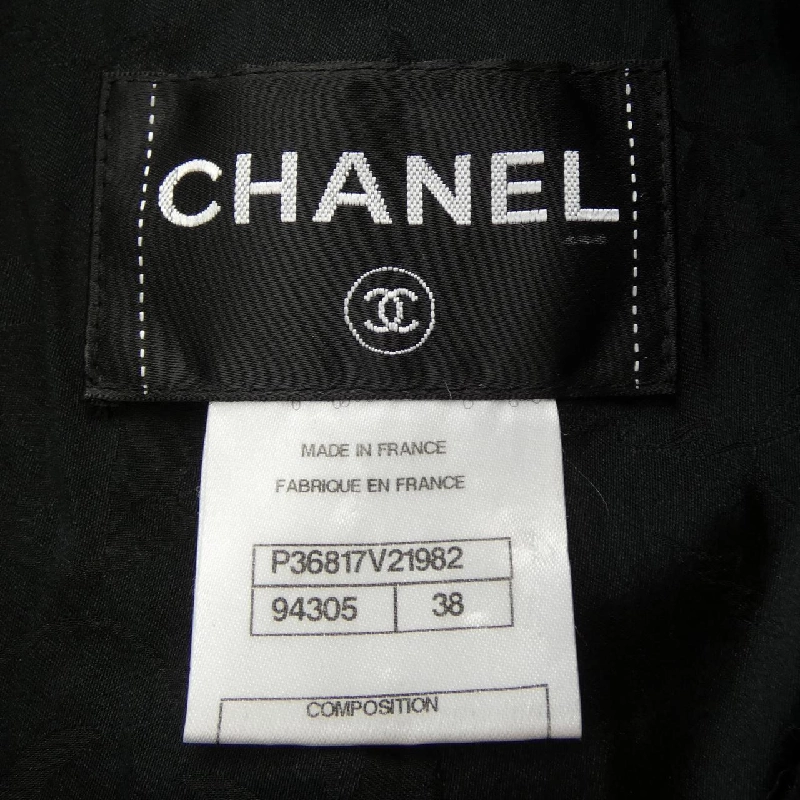 CHANEL
MADE IN FRANCE
FABRIQUE EN FRANCE
P36817V21982
94305 38
COMPOSITION